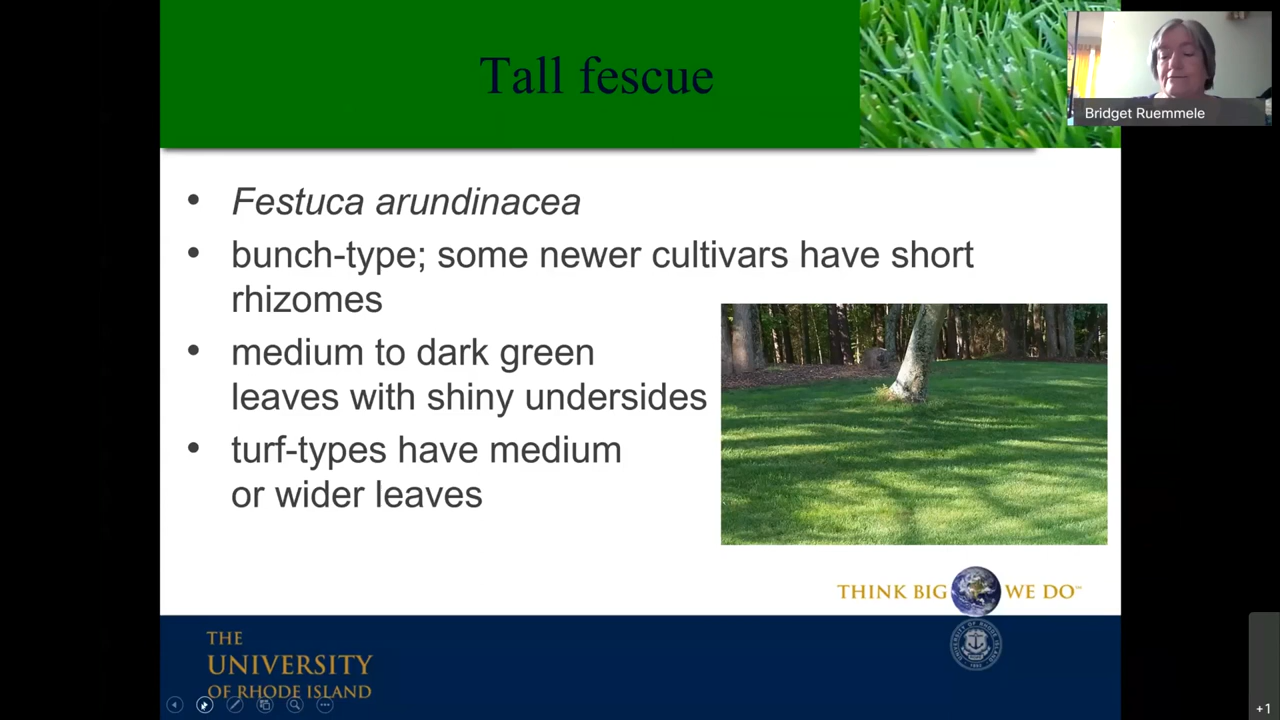 Tall fescue
Bridget Ruemmele
• Festuca arundinacea
• bunch-type; some newer cultivars have short
rhizomes
• medium to dark green
leaves with shiny undersides
• turf-types have medium
or wider leaves
THINK BIG WE DO™
THE
UNIVERSITY
OF RHODE ISLAND
+1